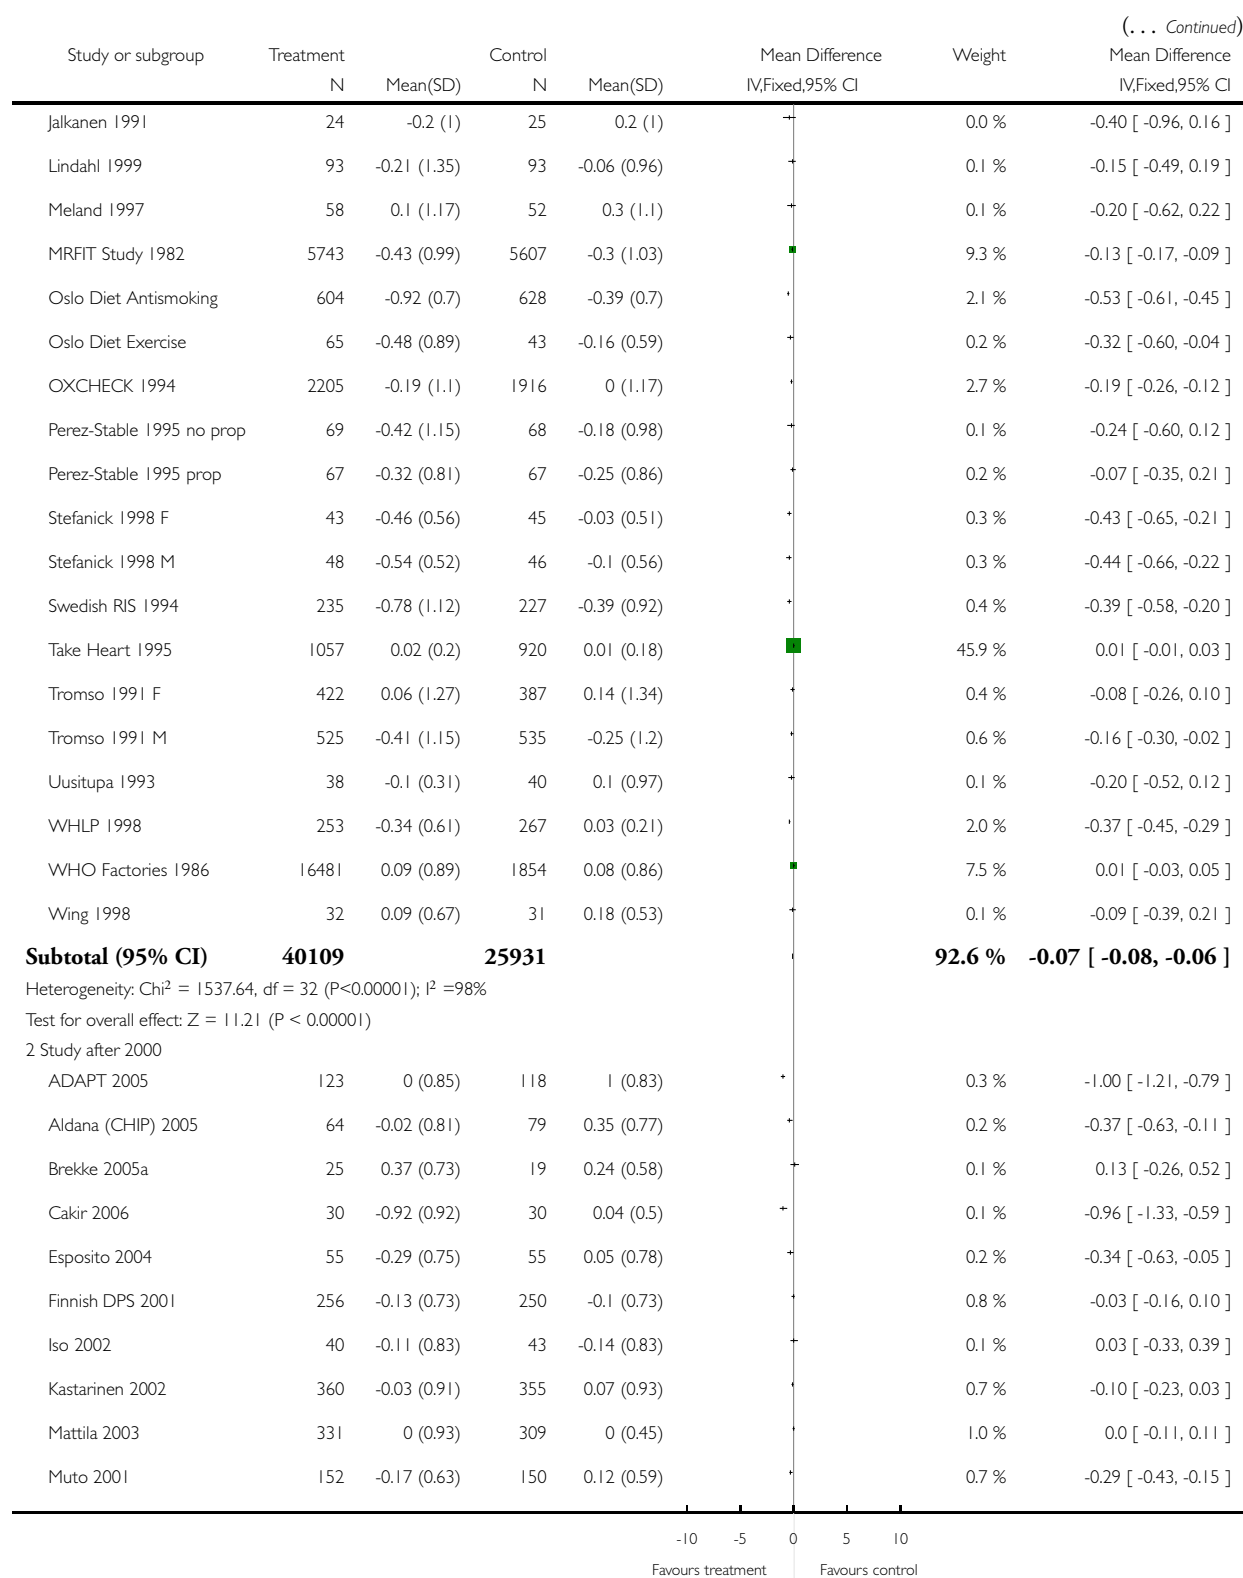 (... Continued)
Study or subgroup Treatment Control Mean Difference Weight Mean Difference
N Mean(SD) N Mean(SD) IV,Fixed,95% CI IV,Fixed,95% CI
Jalkanen 1991 24 -0.2 (1) 25 0.2 (1) 0.0 % -0.40 [ -0.96, 0.16 ]
Lindahl 1999 93 -0.21 (1.35) 93 -0.06 (0.96) 0.1 % -0.15 [ -0.49, 0.19 ]
Meland 1997 58 0.1 (1.17) 52 0.3 (1.1) 0.1 % -0.20 [ -0.62, 0.22 ]
MRFIT Study 1982 5743 -0.43 (0.99) 5607 -0.3 (1.03) 9.3 % -0.13 [ -0.17, -0.09 ]
Oslo Diet Antismoking 604 -0.92 (0.7) 628 -0.39 (0.7) 2.1 % -0.53 [ -0.61, -0.45 ]
Oslo Diet Exercise 65 -0.48 (0.89) 43 -0.16 (0.59) 0.2 % -0.32 [ -0.60, -0.04 ]
OXCHECK 1994 2205 -0.19 (1.1) 1916 0 (1.17) 2.7 % -0.19 [ -0.26, -0.12 ]
Perez-Stable 1995 no prop 69 -0.42 (1.15) 68 -0.18 (0.98) 0.1 % -0.24 [ -0.60, 0.12 ]
Perez-Stable 1995 prop 67 -0.32 (0.81) 67 -0.25 (0.86) 0.2 % -0.07 [ -0.35, 0.21 ]
Stefanick 1998 F 43 -0.46 (0.56) 45 -0.03 (0.51) 0.3 % -0.43 [ -0.65, -0.21 ]
Stefanick 1998 M 48 -0.54 (0.52) 46 -0.1 (0.56) 0.3 % -0.44 [ -0.66, -0.22 ]
Swedish RIS 1994 235 -0.78 (1.12) 227 -0.39 (0.92) 0.4 % -0.39 [ -0.58, -0.20 ]
Take Heart 1995 1057 0.02 (0.2) 920 0.01 (0.18) 45.9 % 0.01 [ -0.01, 0.03 ]
Tromso 1991 F 422 0.06 (1.27) 387 0.14 (1.34) 0.4 % -0.08 [ -0.26, 0.10 ]
Tromso 1991 M 525 -0.41 (1.15) 535 -0.25 (1.2) 0.6 % -0.16 [ -0.30, -0.02 ]
Uusitupa 1993 38 -0.1 (0.31) 40 0.1 (0.97) 0.1 % -0.20 [ -0.52, 0.12 ]
WHLP 1998 253 -0.34 (0.61) 267 0.03 (0.21) 2.0 % -0.37 [ -0.45, -0.29 ]
WHO Factories 1986 16481 0.09 (0.89) 1854 0.08 (0.86) 7.5 % 0.01 [ -0.03, 0.05 ]
Wing 1998 32 0.09 (0.67) 31 0.18 (0.53) 0.1 % -0.09 [ -0.39, 0.21 ]
Subtotal (95% CI) 40109 25931 92.6 % -0.07 [ -0.08, -0.06 ]
Heterogeneity: Chi² = 1537.64, df = 32 (P<0.00001); I² =98%
Test for overall effect: Z = 11.21 (P < 0.00001)
2 Study after 2000
ADAPT 2005 123 0 (0.85) 118 1 (0.83) 0.3 % -1.00 [ -1.21, -0.79 ]
Aldana (CHIP) 2005 64 -0.02 (0.81) 79 0.35 (0.77) 0.2 % -0.37 [ -0.63, -0.11 ]
Brekke 2005a 25 0.37 (0.73) 19 0.24 (0.58) 0.1 % 0.13 [ -0.26, 0.52 ]
Cakir 2006 30 -0.92 (0.92) 30 0.04 (0.5) 0.1 % -0.96 [ -1.33, -0.59 ]
Esposito 2004 55 -0.29 (0.75) 55 0.05 (0.78) 0.2 % -0.34 [ -0.63, -0.05 ]
Finnish DPS 2001 256 -0.13 (0.73) 250 -0.1 (0.73) 0.8 % -0.03 [ -0.16, 0.10 ]
Iso 2002 40 -0.11 (0.83) 43 -0.14 (0.83) 0.1 % 0.03 [ -0.33, 0.39 ]
Kastarinen 2002 360 -0.03 (0.91) 355 0.07 (0.93) 0.7 % -0.10 [ -0.23, 0.03 ]
Mattila 2003 331 0 (0.93) 309 0 (0.45) 1.0 % 0.0 [ -0.11, 0.11 ]
Muto 2001 152 -0.17 (0.63) 150 0.12 (0.59) 0.7 % -0.29 [ -0.43, -0.15 ]
-10 -5 0 5 10
Favours treatment Favours control